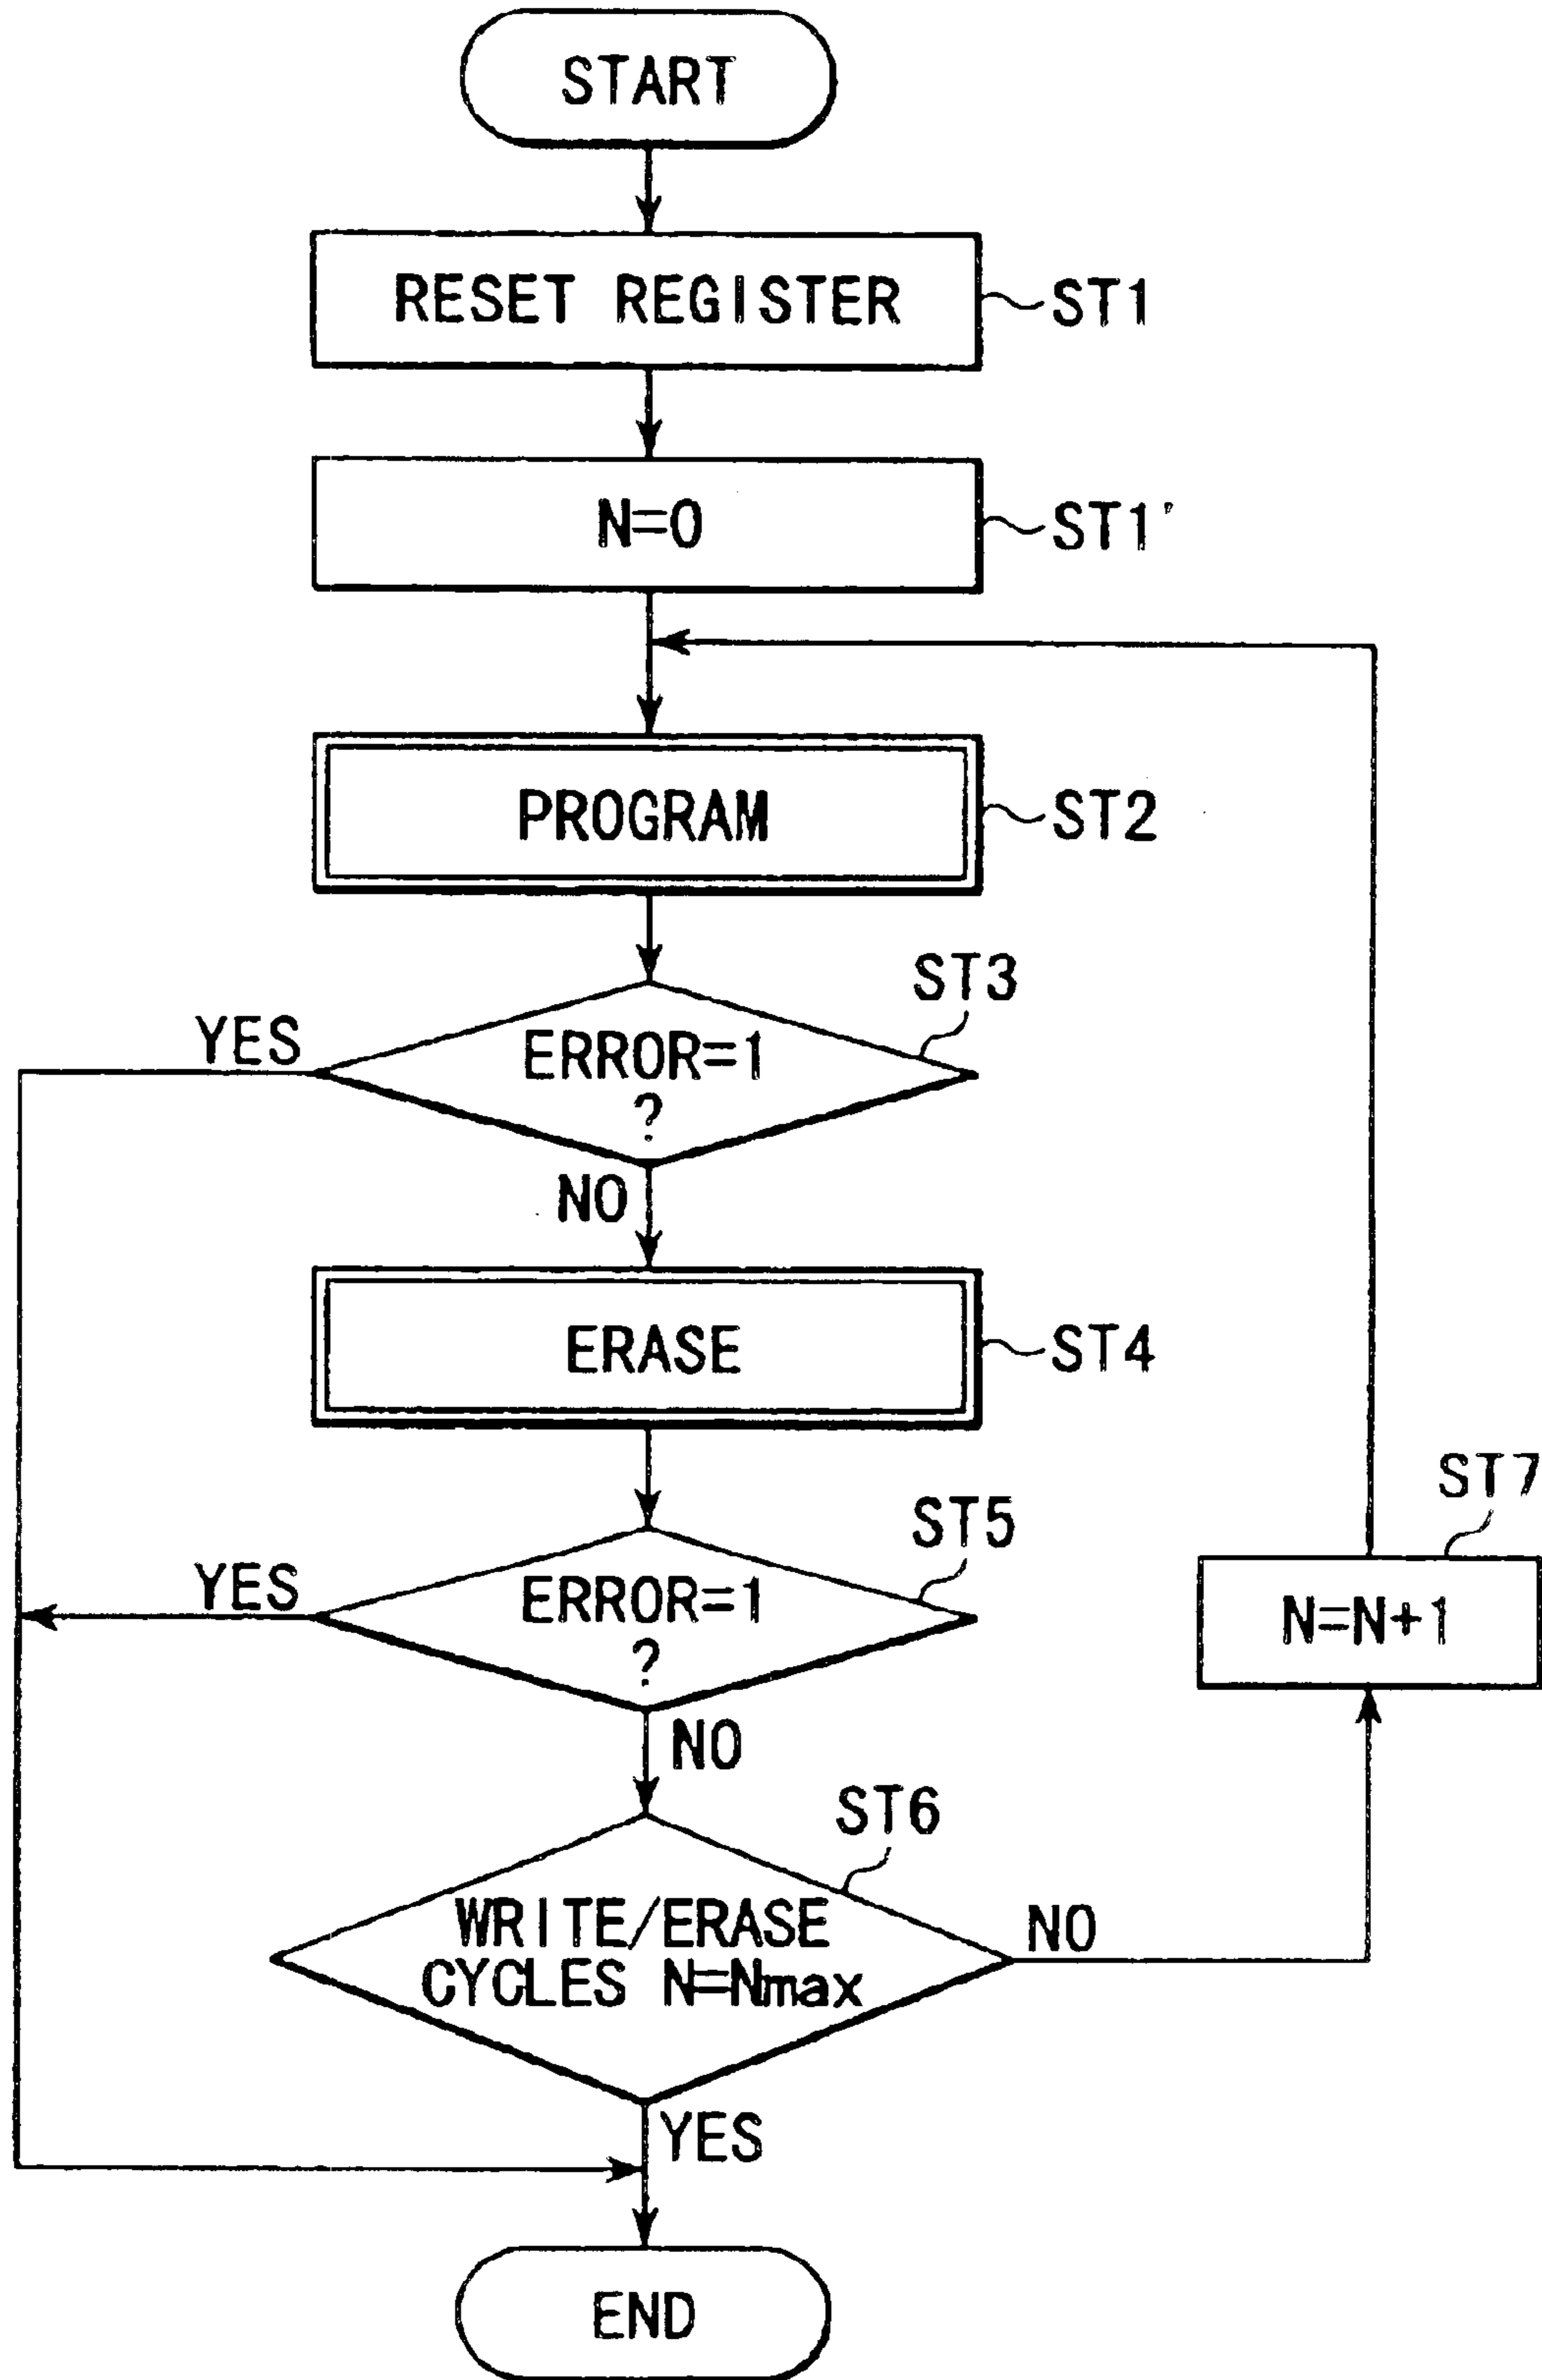 START
RESET REGISTER
ST1
N=0
ST1'
PROGRAM
ST2
ST3
YES
ERROR=1
?
NO
ERASE
ST4
ST7
ST5
YES
ERROR=1
?
N=N+1
NO
ST6
WRITE/ERASE
NO
CYCLES N=Nmax
YES
END